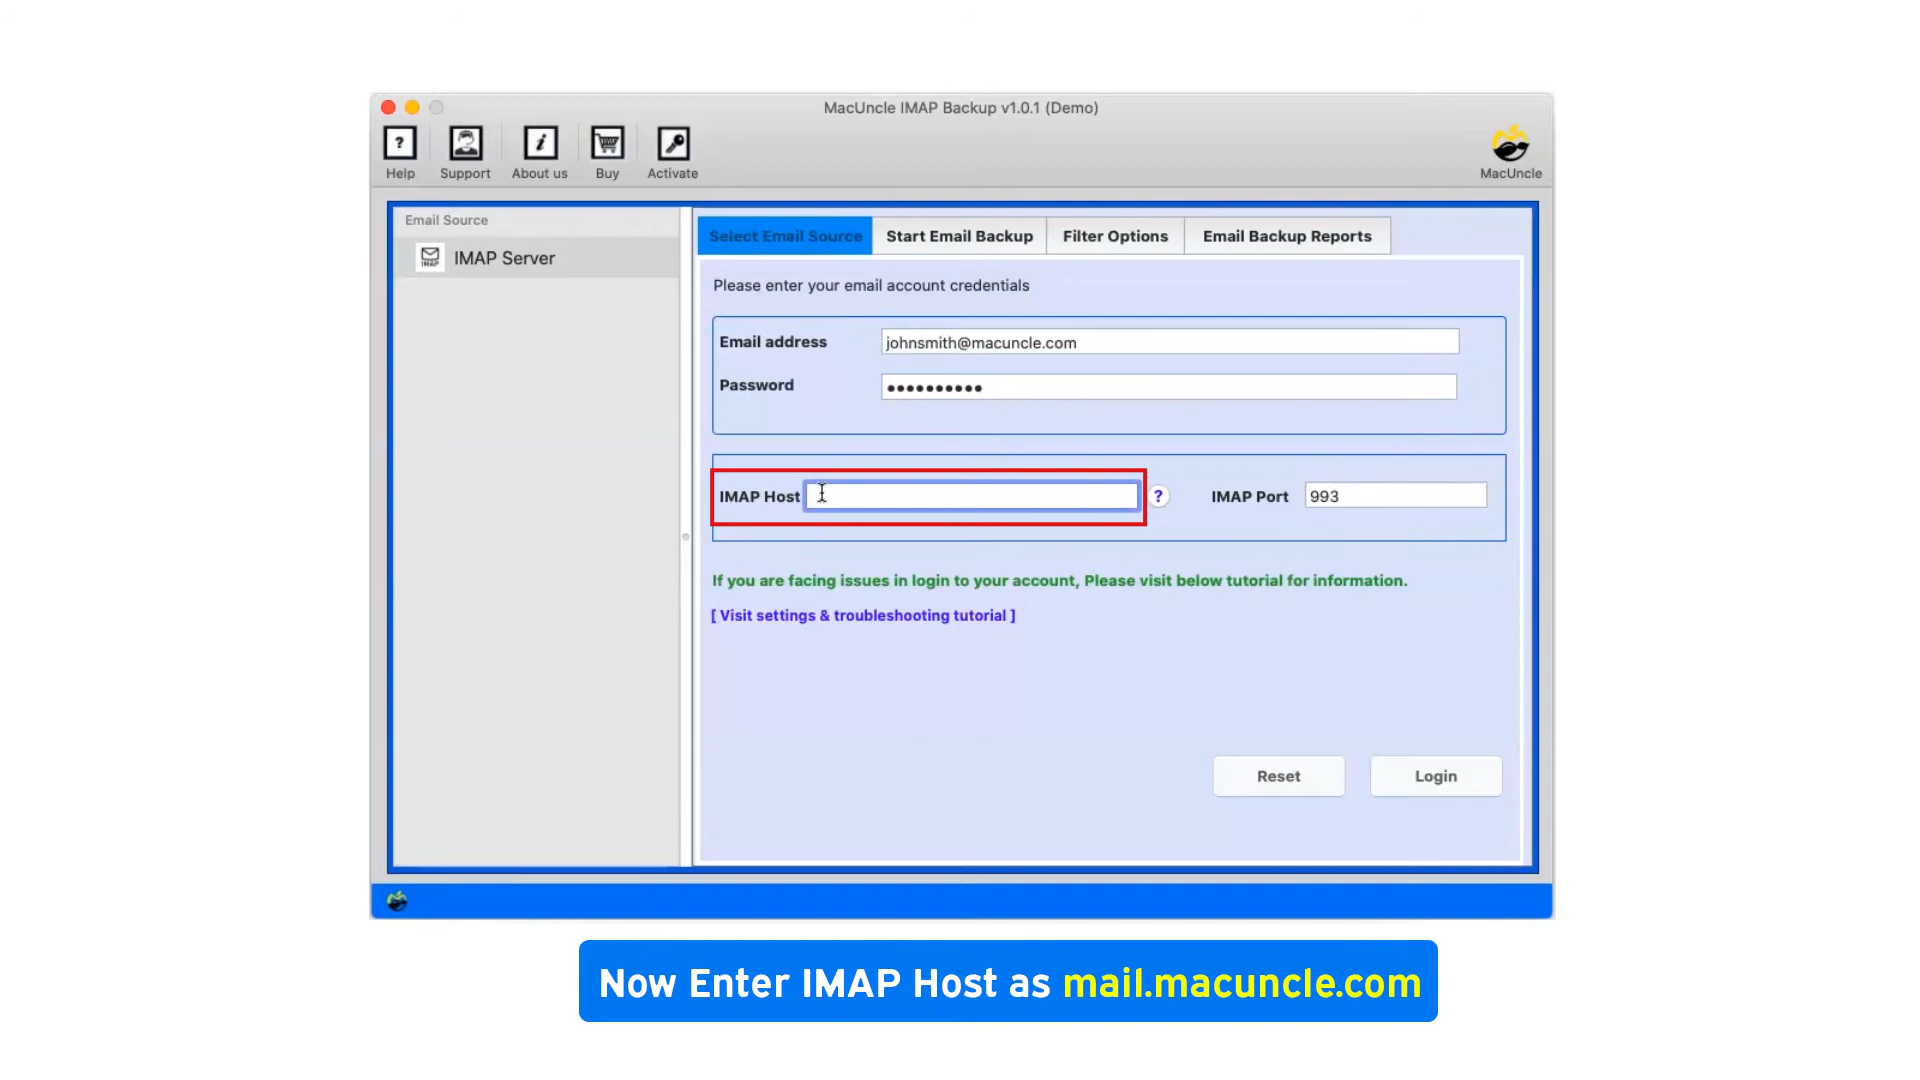 MacUncle IMAP Backup v1.0.1 (Demo)
?
i
Help
Support
About us
Buy
Activate
MacUncle
Email Source
IMAP
IMAP Server
Select Email Source
Start Email Backup
Filter Options
Email Backup Reports
Please enter your email account credentials
Email address
johnsmith@macuncle.com
Password
••••••••••
IMAP Host
?
IMAP Port
993
If you are facing issues in login to your account, Please visit below tutorial for information.
[ Visit settings & troubleshooting tutorial ]
Reset
Login
Now Enter IMAP Host as mail.macuncle.com